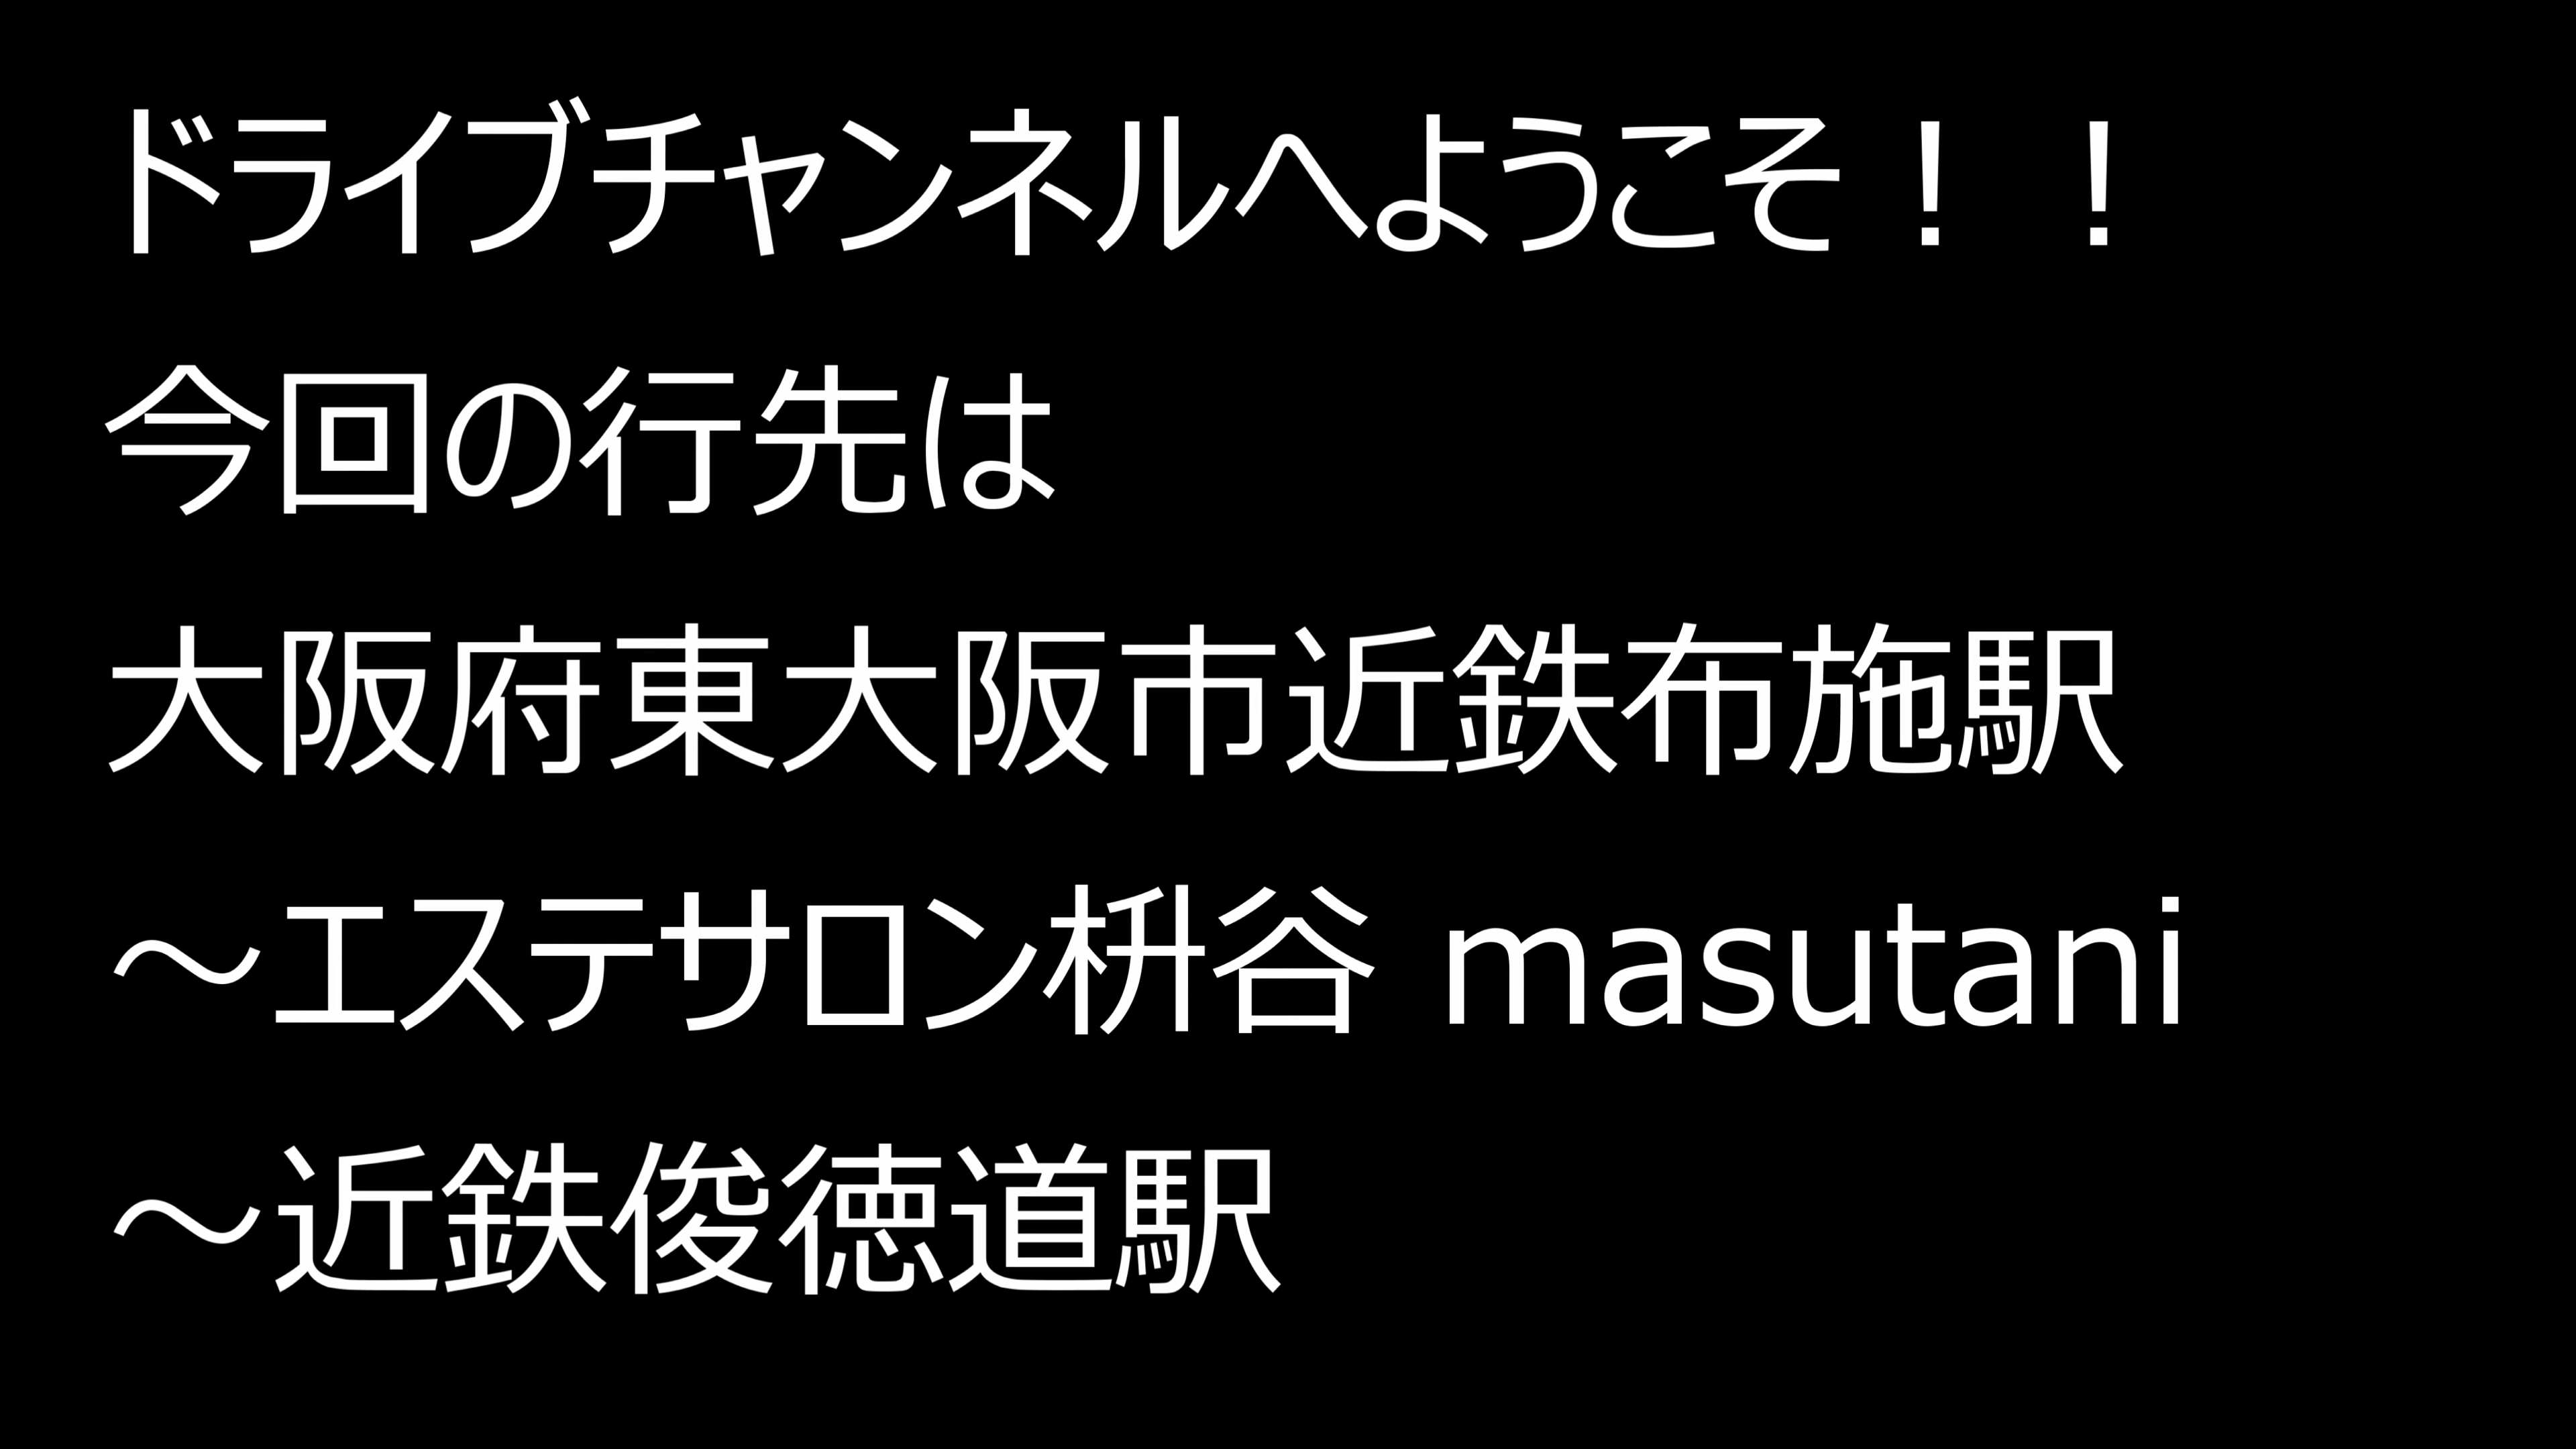 ドライブチャンネルへようこそ！！
今回の行先は
大阪府東大阪市近鉄布施駅
～エステサロン枡谷 masutani
～近鉄俊徳道駅